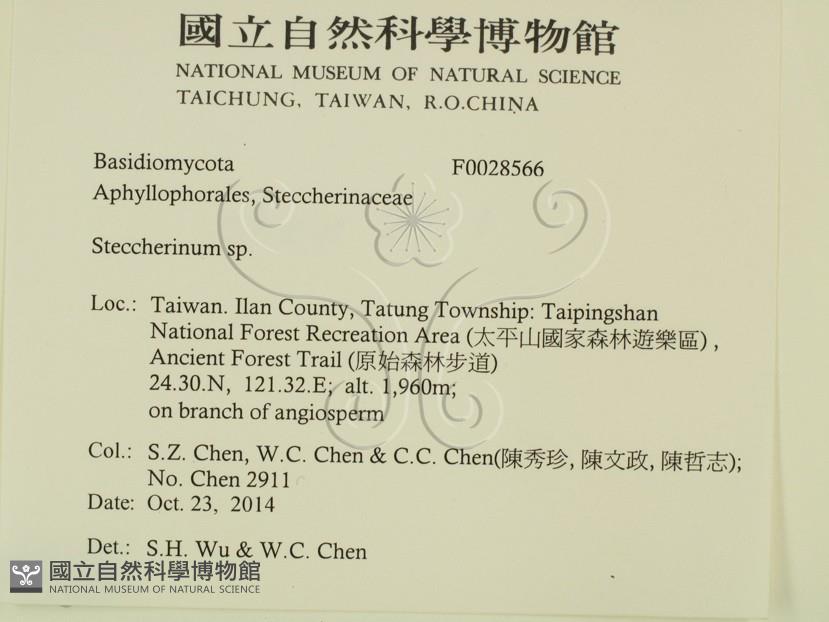 國立自然科學博物館
NATIONAL MUSEUM OF NATURAL SCIENCE
TAICHUNG, TAIWAN, R.O.CHINA
Basidiomycota F0028566
Aphyllophorales, Steccherinaceae
Steccherinum sp.
Loc.: Taiwan. Ilan County, Tatung Township: Taipingshan
National Forest Recreation Area (太平山國家森林遊樂區) ,
Ancient Forest Trail (原始森林步道)
24.30.N, 121.32.E; alt. 1,960m;
on branch of angiosperm
Col.: S.Z. Chen, W.C. Chen & C.C. Chen(陳秀珍, 陳文政, 陳哲志);
No. Chen 2911
Date: Oct. 23, 2014
Det.: S.H. Wu & W.C. Chen
國立自然科學博物館
NATIONAL MUSEUM OF NATURAL SCIENCE